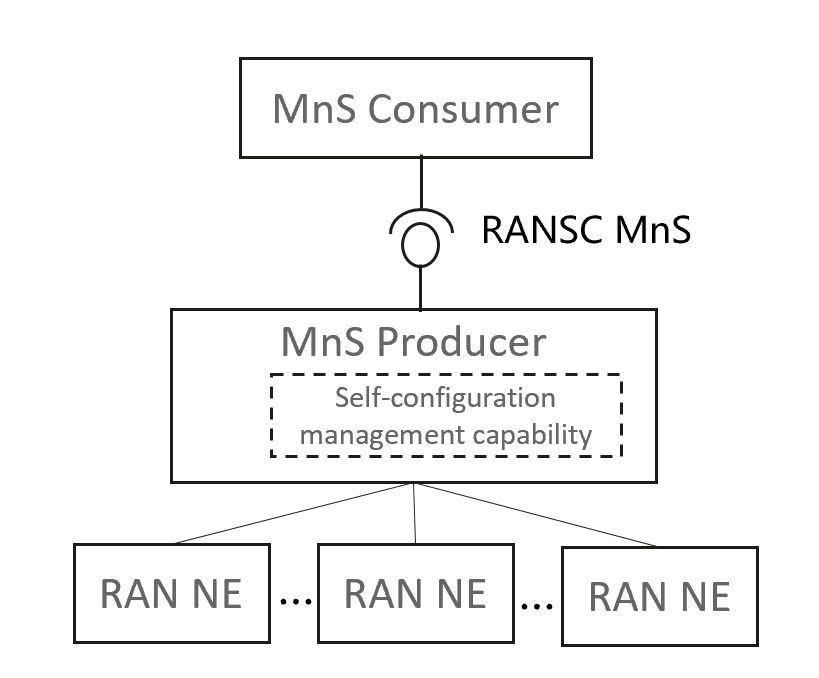 MnS Consumer
RANSC MnS
MnS Producer
Self-configuration
management capability
RAN NE ... RAN NE ... RAN NE